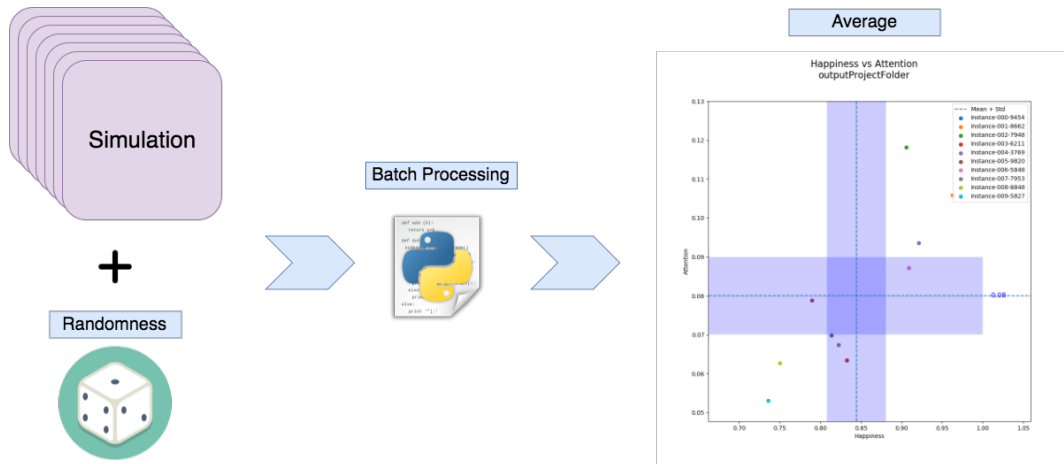 Simulation
Randomness
Batch Processing
Average
Happiness vs Attention
outputProjectFolder
Mean + Std
Instance-000-9454
Instance-001-8662
Instance-002-7948
Instance-003-6211
Instance-004-3769
Instance-005-9820
Instance-006-5848
Instance-007-7953
Instance-008-8848
Instance-009-5827
0.13
0.12
0.11
0.10
0.09
0.08
0.07
0.06
0.05
Attention
0.08
0.70
0.75
0.80
0.85
0.90
0.95
1.00
1.05
Happiness